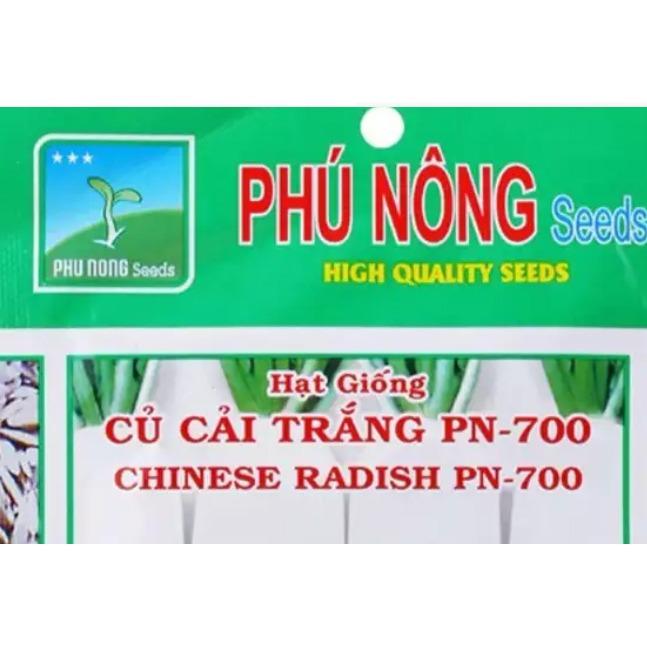 PHU NONG Seeds
PHÚ NÔNG Seeds
HIGH QUALITY SEEDS
Hạt Giống
CỦ CẢI TRẮNG PN-700
CHINESE RADISH PN-700